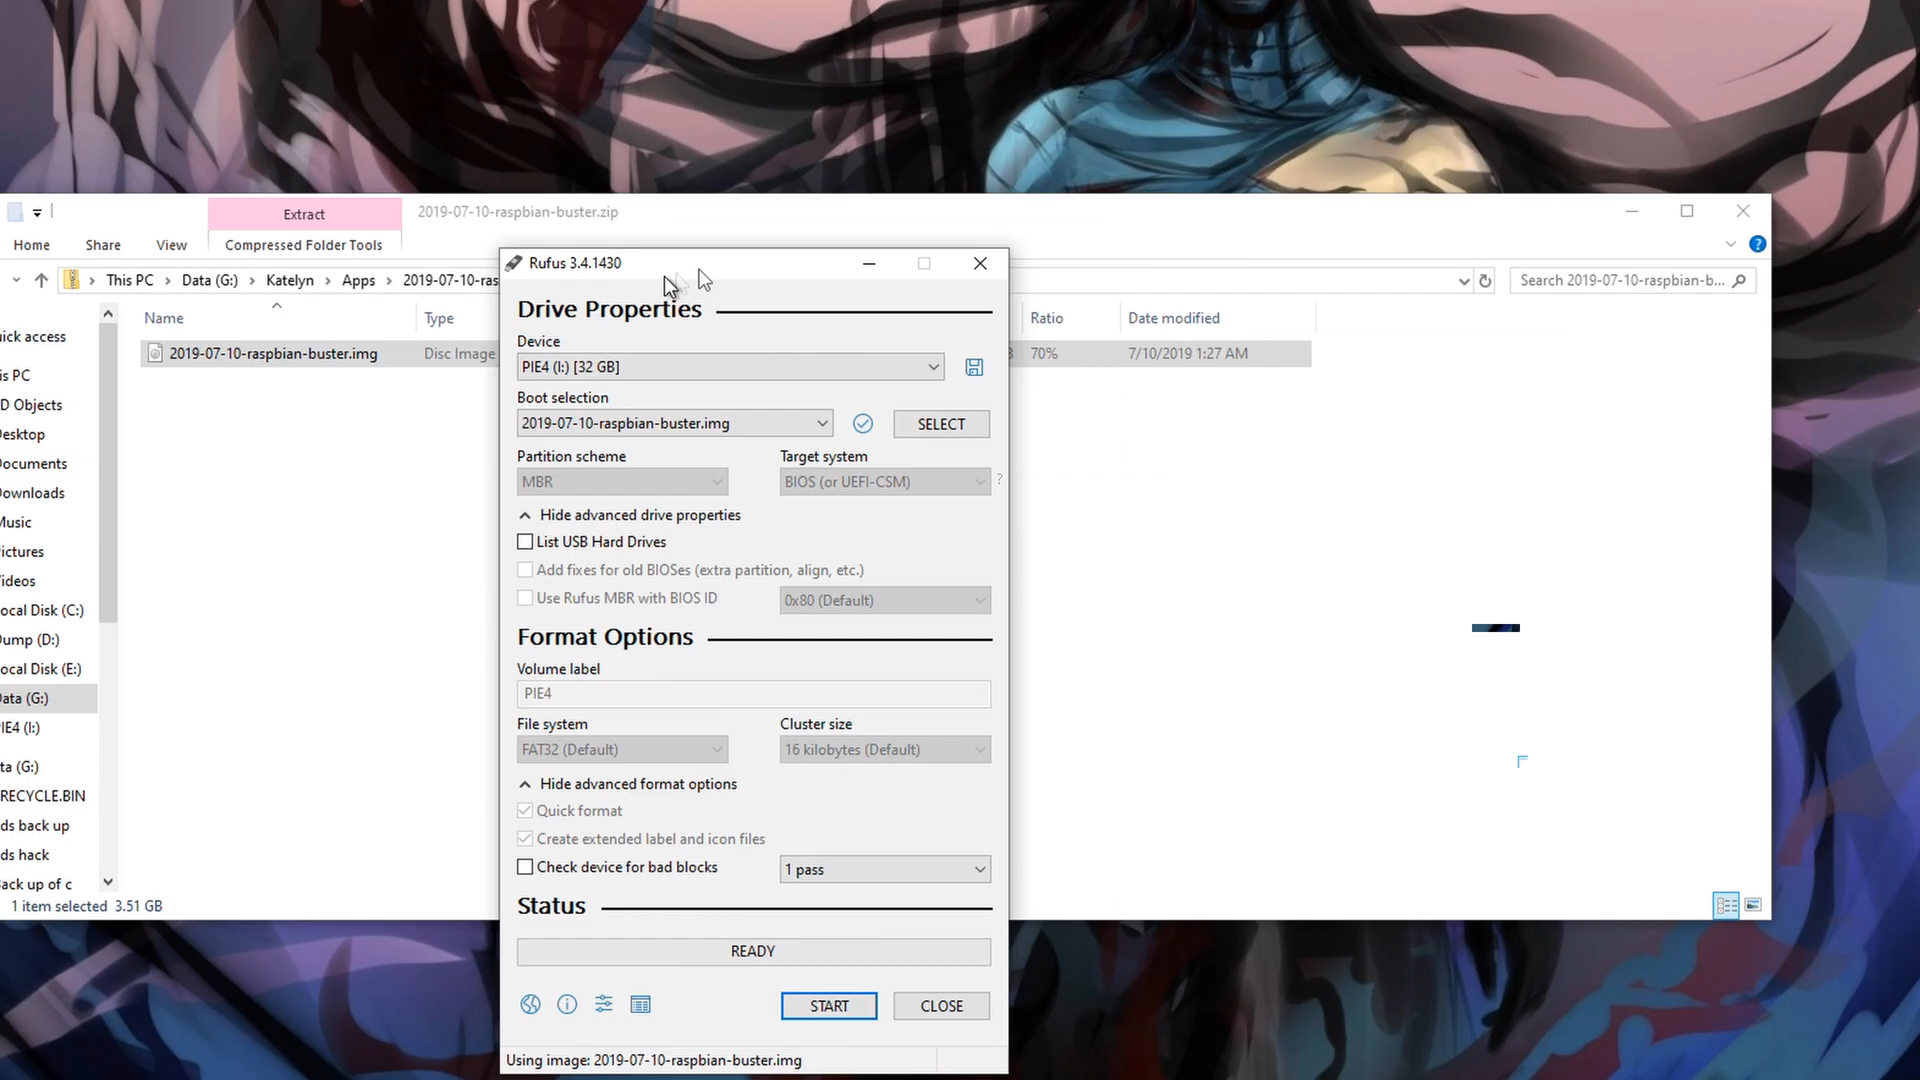 Extract
2019-07-10-raspbian-buster.zip
Home
Share
View
Compressed Folder Tools
This PC
Data (G:)
Katelyn
Apps
2019-07-10-ras
Search 2019-07-10-raspbian-b...
Name
Type
Ratio
Date modified
2019-07-10-raspbian-buster.img
Disc Image
70%
7/10/2019 1:27 AM
uick access
is PC
D Objects
esktop
ocuments
ownloads
Music
ictures
ideos
ocal Disk (C:)
ump (D:)
ocal Disk (E:)
ata (G:)
IE4 (I:)
ta (G:)
RECYCLE.BIN
ds back up
ds hack
ack up of c
1 item selected 3.51 GB
Rufus 3.4.1430
Drive Properties
Device
PIE4 (I:) [32 GB]
Boot selection
2019-07-10-raspbian-buster.img
SELECT
Partition scheme
Target system
MBR
BIOS (or UEFI-CSM)
?
Hide advanced drive properties
List USB Hard Drives
Add fixes for old BIOSes (extra partition, align, etc.)
Use Rufus MBR with BIOS ID
0x80 (Default)
Format Options
Volume label
PIE4
File system
Cluster size
FAT32 (Default)
16 kilobytes (Default)
Hide advanced format options
Quick format
Create extended label and icon files
Check device for bad blocks
1 pass
Status
READY
START
CLOSE
Using image: 2019-07-10-raspbian-buster.img